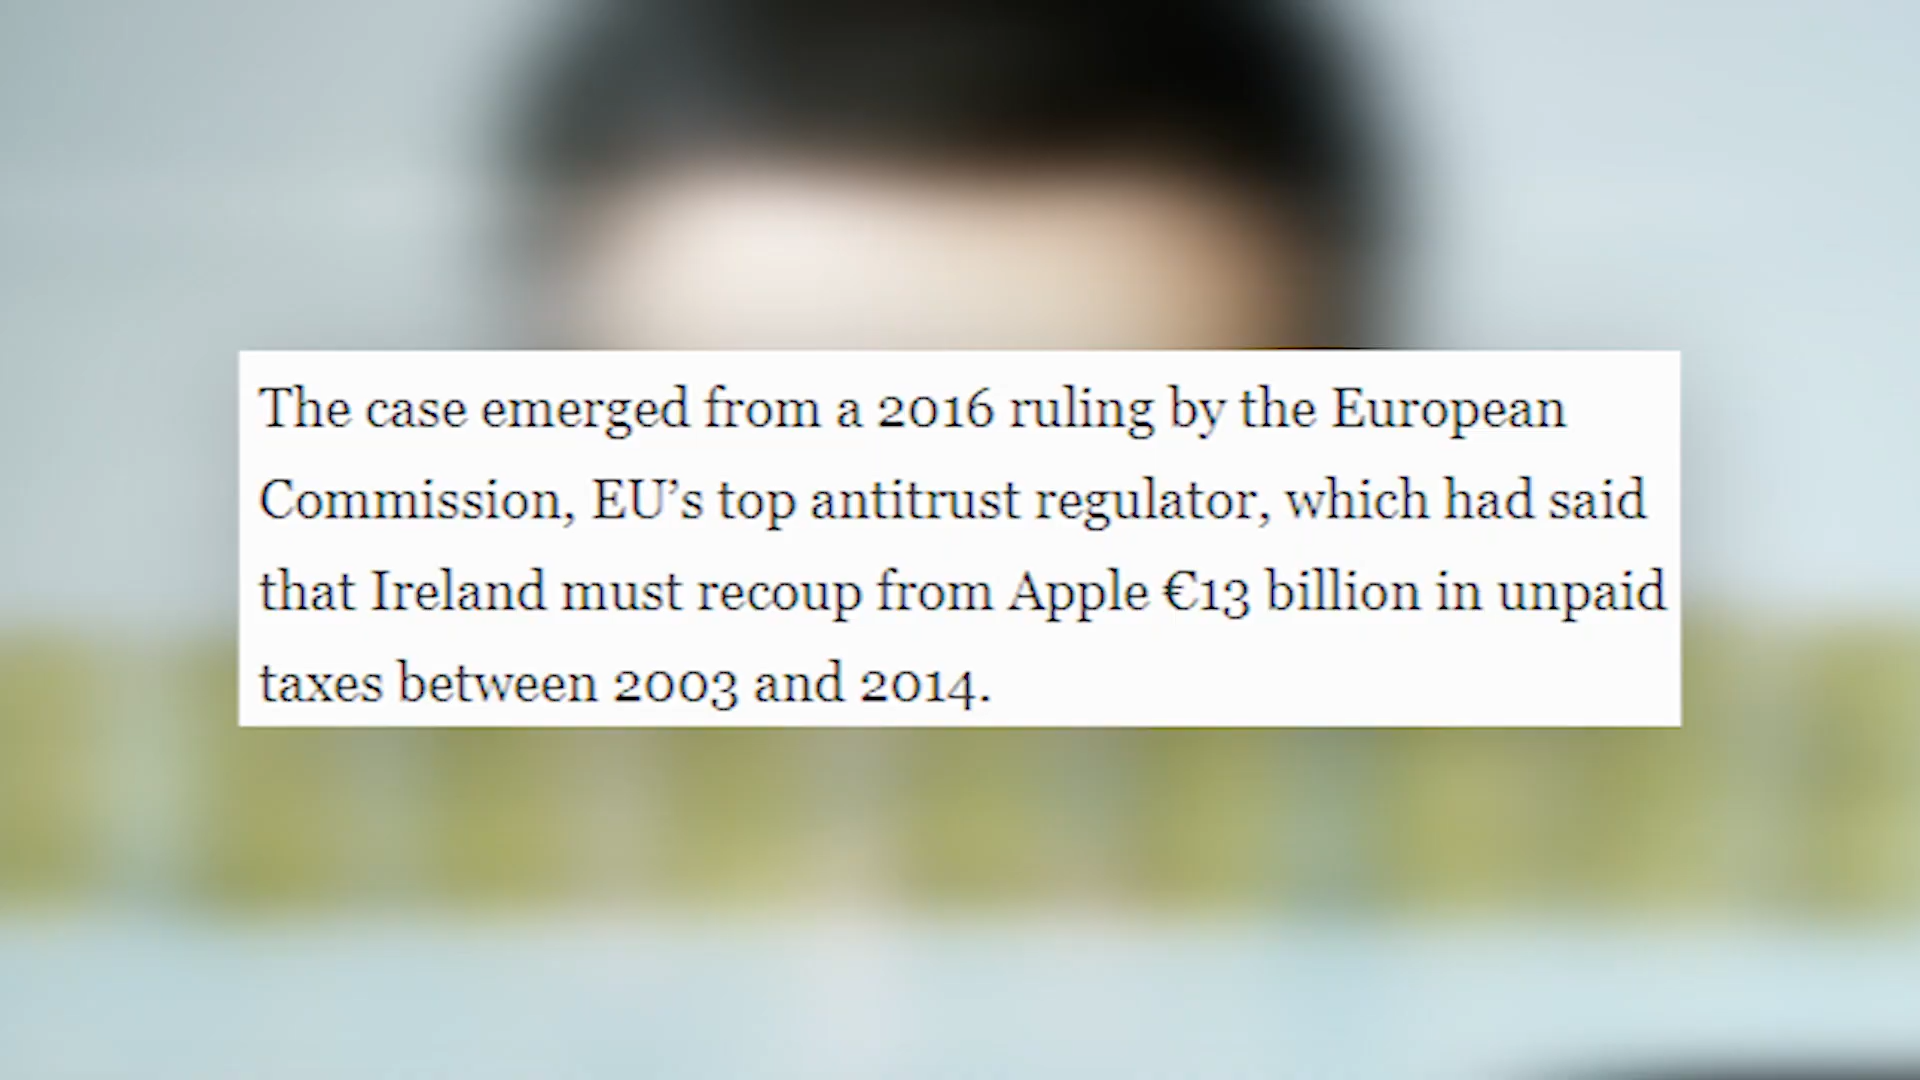 The case emerged from a 2016 ruling by the European
Commission, EU’s top antitrust regulator, which had said
that Ireland must recoup from Apple €13 billion in unpaid
taxes between 2003 and 2014.